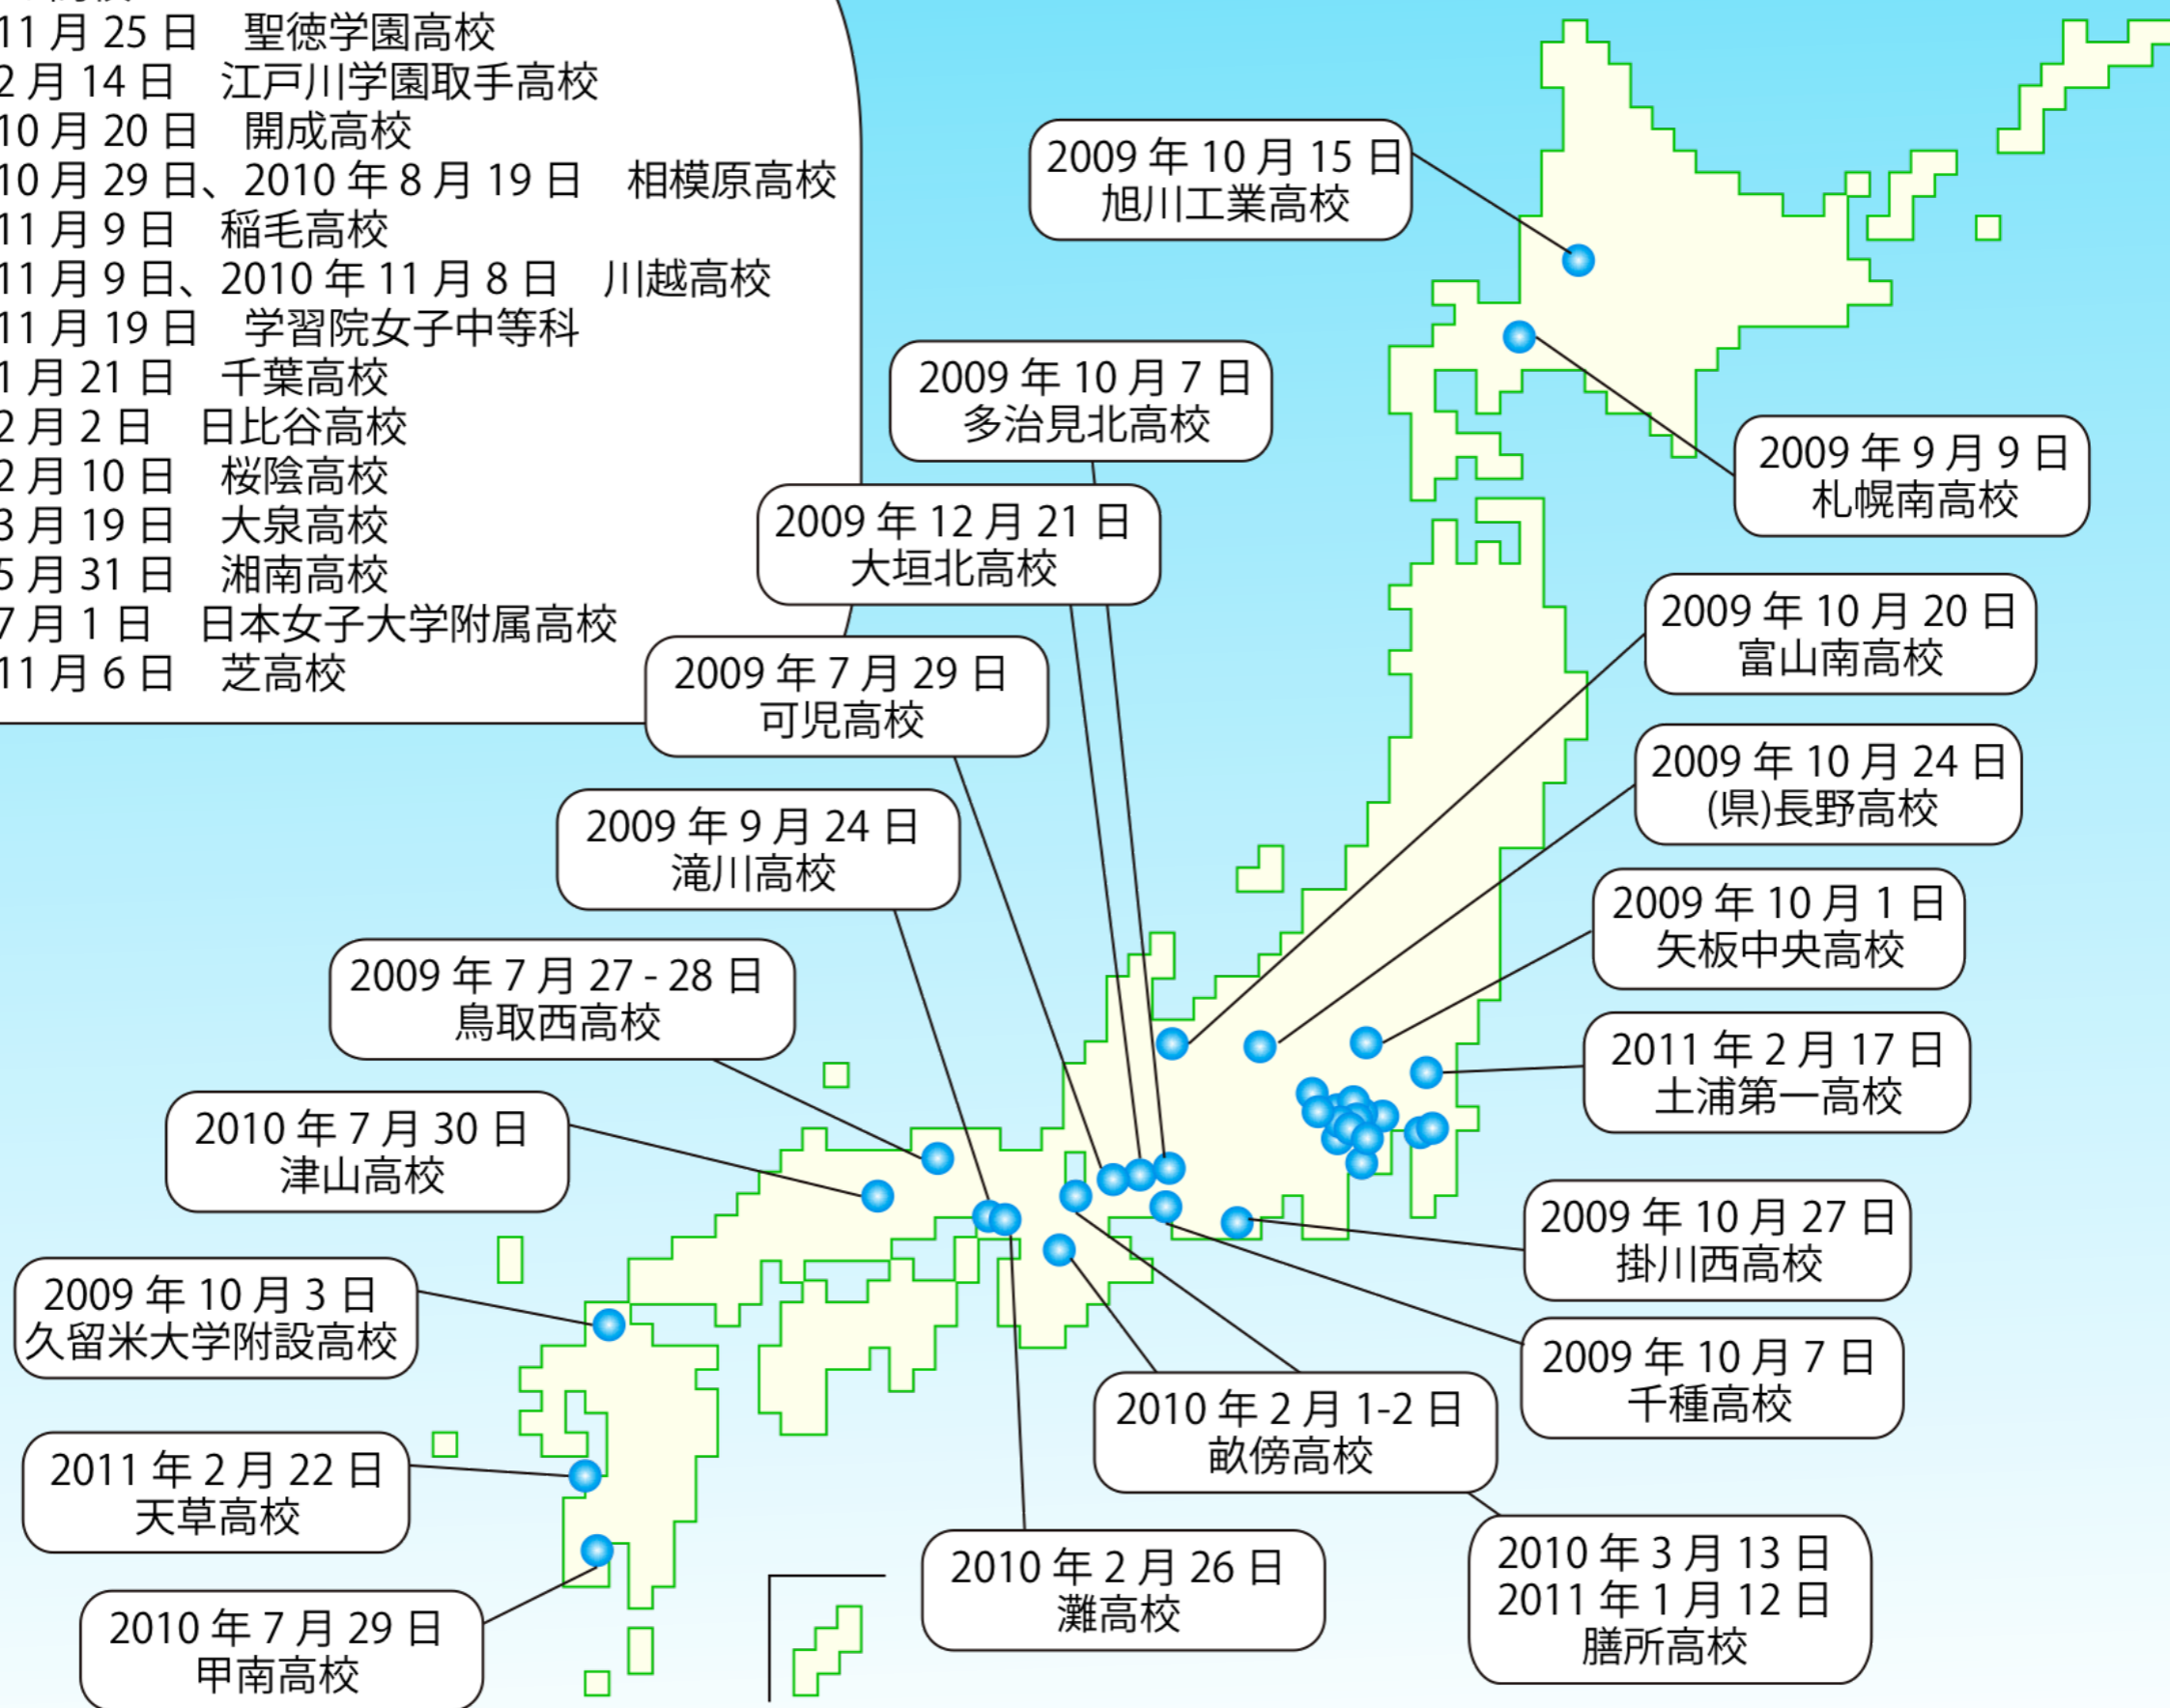 11 月 25 日　聖徳学園高校
2 月 14 日　江戸川学園取手高校
10 月 20 日　開成高校
10 月 29 日、2010 年 8 月 19 日　相模原高校
11 月 9 日　稲毛高校
11 月 9 日、2010 年 11 月 8 日　川越高校
11 月 19 日　学習院女子中等科
1 月 21 日　千葉高校
2 月 2 日　日比谷高校
2 月 10 日　桜陰高校
3 月 19 日　大泉高校
5 月 31 日　湘南高校
7 月 1 日　日本女子大学附属高校
11 月 6 日　芝高校
2009 年 10 月 15 日
旭川工業高校
2009 年 10 月 7 日
多治見北高校
2009 年 9 月 9 日
札幌南高校
2009 年 12 月 21 日
大垣北高校
2009 年 10 月 20 日
富山南高校
2009 年 7 月 29 日
可児高校
2009 年 10 月 24 日
(県)長野高校
2009 年 9 月 24 日
滝川高校
2009 年 10 月 1 日
矢板中央高校
2009 年 7 月 27 - 28 日
鳥取西高校
2011 年 2 月 17 日
土浦第一高校
2010 年 7 月 30 日
津山高校
2009 年 10 月 27 日
掛川西高校
2009 年 10 月 3 日
久留米大学附設高校
2009 年 10 月 7 日
千種高校
2010 年 2 月 1-2 日
畝傍高校
2011 年 2 月 22 日
天草高校
2010 年 2 月 26 日
灘高校
2010 年 3 月 13 日
2011 年 1 月 12 日
膳所高校
2010 年 7 月 29 日
甲南高校